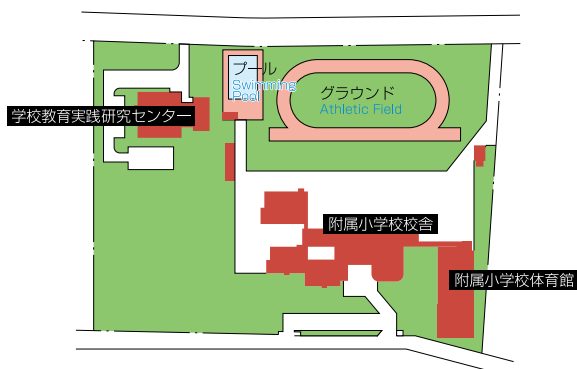 プール
Swimming
Pool
グラウンド
Athletic Field
学校教育実践研究センター
附属小学校校舎
附属小学校体育館